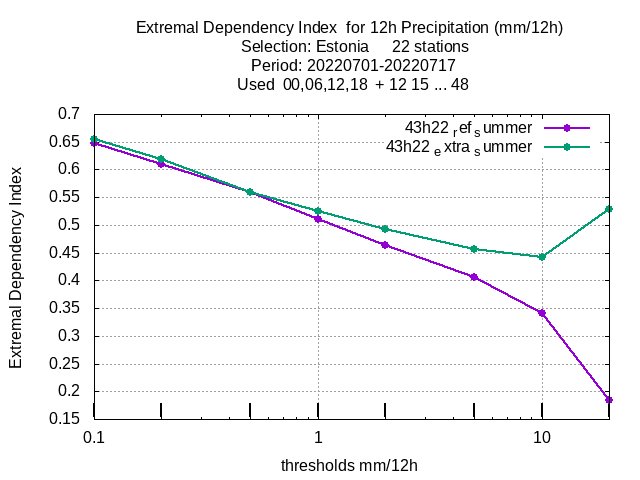 Extremal Dependency Index  for 12h Precipitation (mm/12h)
Selection: Estonia     22 stations
Period: 20220701-20220717
Used  00,06,12,18  + 12 15 ... 48
43h22 ref summer
43h22 extra summer
0.7
0.65
0.6
0.55
0.5
0.45
0.4
0.35
0.3
0.25
0.2
0.15
Extremal Dependency Index
0.1
1
10
thresholds mm/12h